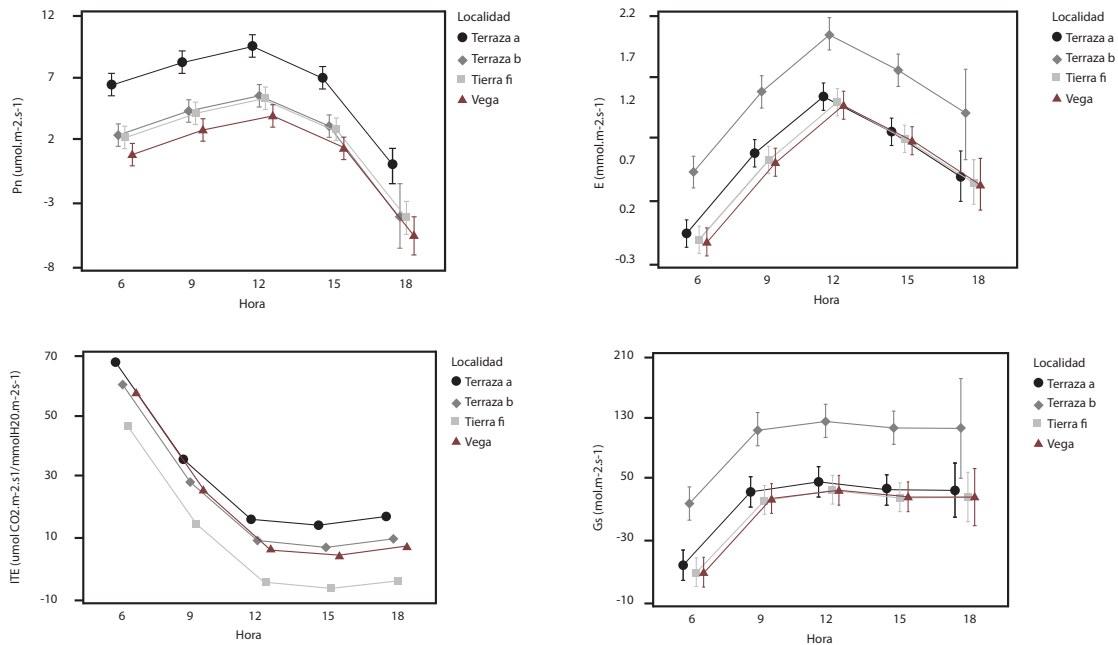 12
7
2
-3
-8
Pn (umol.m-2.s-1)
6 9 12 15 18
Hora
Localidad
Terraza a
Terraza b
Tierra fi
Vega
2.2
1.7
1.2
0.7
0.2
-0.3
E (mmol.m-2.s-1)
6 9 12 15 18
Hora
Localidad
Terraza a
Terraza b
Tierra fi
Vega
70
50
30
10
-10
ITE (umol CO2.m-2.s1/mmolH20.m-2s-1)
6 9 12 15 18
Hora
Localidad
Terraza a
Terraza b
Tierra fi
Vega
210
130
50
-30
-10
Gs (mol.m-2.s-1)
6 9 12 15 18
Hora
Localidad
Terraza a
Terraza b
Tierra fi
Vega